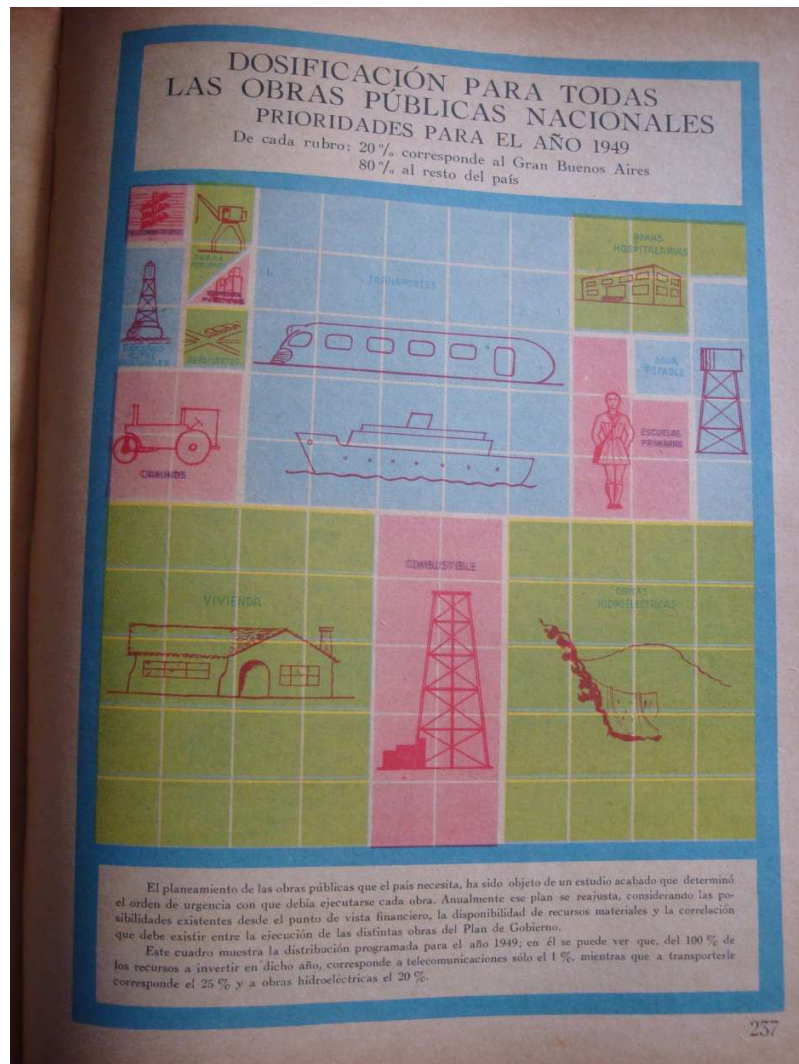 DOSIFICACIÓN PARA TODAS
LAS OBRAS PÚBLICAS NACIONALES
PRIORIDADES PARA EL AÑO 1949
De cada rubro: 20 % corresponde al Gran Buenos Aires
80 % al resto del país
TRANSPORTES
OBRAS
HOSPITALARIAS
AGUA
POTABLE
ESCUELAS
PRIMARIAS
CAMINOS
VIVIENDA
COMBUSTIBLE
OBRAS
HIDROELÉCTRICAS
El planeamiento de las obras públicas que el país necesita, ha sido objeto de un estudio acabado que determinó
el orden de urgencia con que debía ejecutarse cada obra. Anualmente ese plan se reajusta, considerando las po-
sibilidades existentes desde el punto de vista financiero, la disponibilidad de recursos materiales y la correlación
que debe existir entre la ejecución de las distintas obras del Plan de Gobierno.
Este cuadro muestra la distribución programada para el año 1949; en él se puede ver que, del 100 % de
los recursos a invertir en dicho año, corresponde a telecomunicaciones sólo el 1 %, mientras que a transportesle
corresponde el 25 % y a obras hidroeléctricas el 20 %.
237